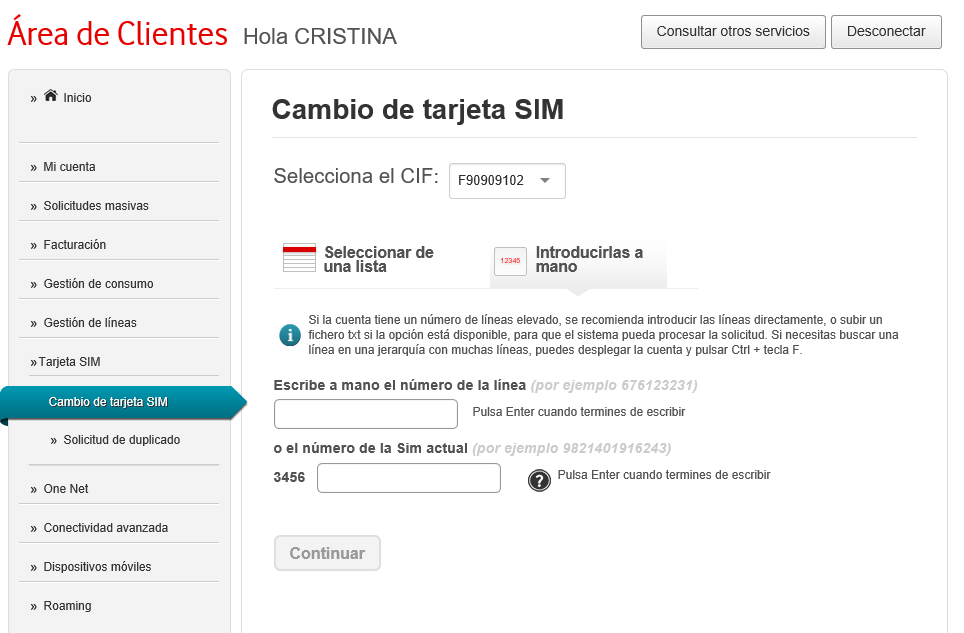 Área de Clientes Hola CRISTINA
Consultar otros servicios
Desconectar
» Inicio
» Mi cuenta
» Solicitudes masivas
» Facturación
» Gestión de consumo
» Gestión de líneas
»Tarjeta SIM
Cambio de tarjeta SIM
» Solicitud de duplicado
» One Net
» Conectividad avanzada
» Dispositivos móviles
» Roaming
Cambio de tarjeta SIM
Selecciona el CIF: F90909102
Seleccionar de
una lista
12345
Introducirlas a
mano
Si la cuenta tiene un número de líneas elevado, se recomienda introducir las líneas directamente, o subir un
fichero txt si la opción está disponible, para que el sistema pueda procesar la solicitud. Si necesitas buscar una
línea en una jerarquía con muchas líneas, puedes desplegar la cuenta y pulsar Ctrl + tecla F.
Escribe a mano el número de la línea (por ejemplo 676123231)
Pulsa Enter cuando termines de escribir
o el número de la Sim actual (por ejemplo 9821401916243)
3456
? Pulsa Enter cuando termines de escribir
Continuar